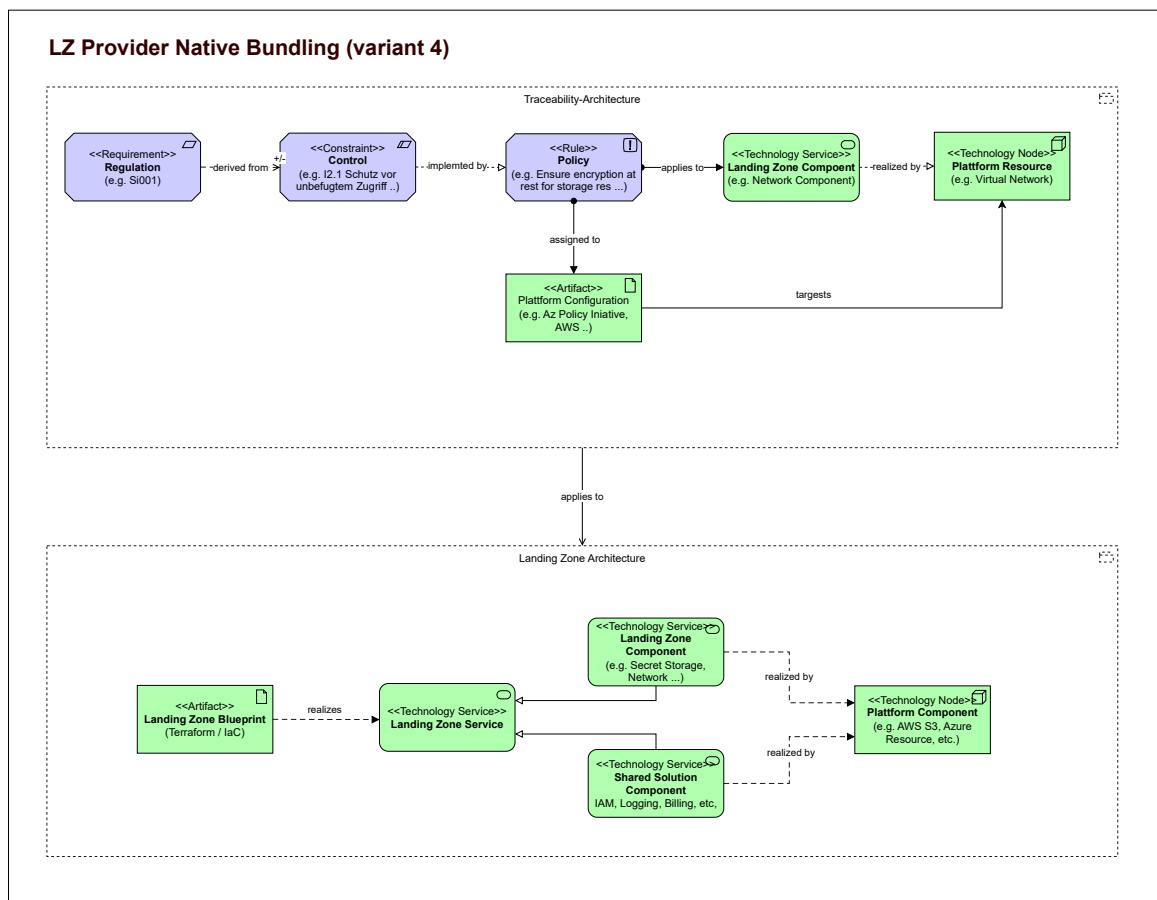 LZ Provider Native Bundling (variant 4)
Traceability-Architecture
<<Requirement>>
Regulation
(e.g. Si001)
derived from
+/-
<<Constraint>>
Control
(e.g. I2.1 Schutz vor
unbefugtem Zugriff ..)
implemted by
<<Rule>>
Policy
(e.g. Ensure encryption at
rest for storage res ...)
applies to
<<Technology Service>>
Landing Zone Compoent
(e.g. Network Component)
realized by
<<Technology Node>>
Plattform Resource
(e.g. Virtual Network)
assigned to
<<Artifact>>
Plattform Configuration
(e.g. Az Policy Iniative,
AWS ..)
targests
applies to
Landing Zone Architecture
<<Artifact>>
Landing Zone Blueprint
(Terraform / IaC)
realizes
<<Technology Service>>
Landing Zone Service
<<Technology Service>>
Landing Zone
Component
(e.g. Secret Storage,
Network ...)
realized by
<<Technology Service>>
Shared Solution
Component
IAM, Logging, Billing, etc,
realized by
<<Technology Node>>
Plattform Component
(e.g. AWS S3, Azure
Resource, etc.)